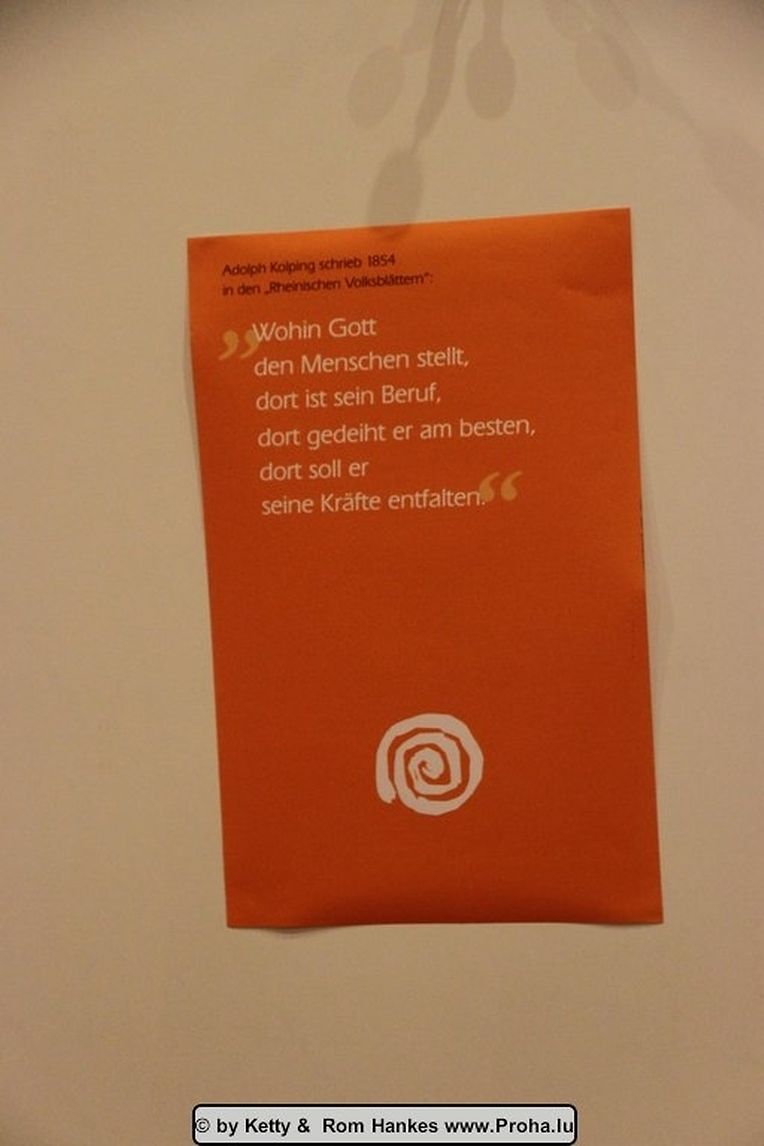 Adolph Kolping schrieb 1854
in den „Rheinischen Volksblättern“:
„Wohin Gott
den Menschen stellt,
dort ist sein Beruf,
dort gedeiht er am besten,
dort soll er
seine Kräfte entfalten.“
© by Ketty & Rom Hankes www.Proha.lu